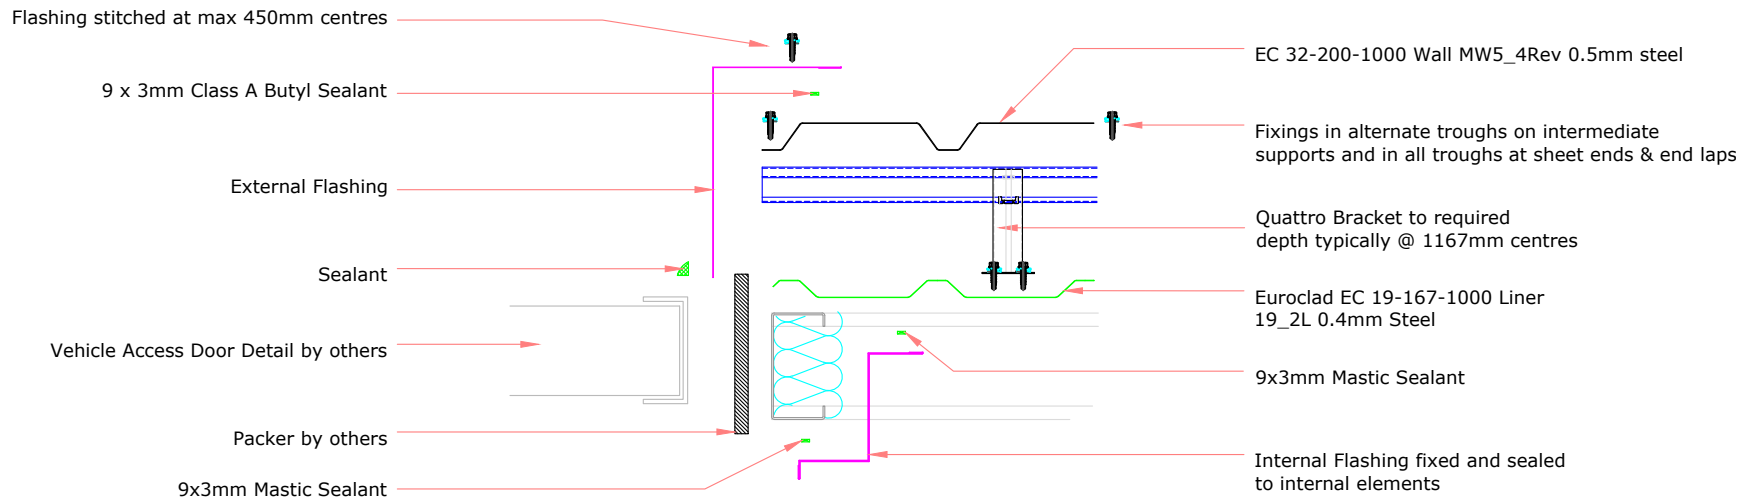 Flashing stitched at max 450mm centres
9 x 3mm Class A Butyl Sealant
External Flashing
Sealant
Vehicle Access Door Detail by others
Packer by others
9x3mm Mastic Sealant
EC 32-200-1000 Wall MW5_4Rev 0.5mm steel
Fixings in alternate troughs on intermediate
supports and in all troughs at sheet ends & end laps
Quattro Bracket to required
depth typically @ 1167mm centres
Euroclad EC 19-167-1000 Liner
19_2L 0.4mm Steel
9x3mm Mastic Sealant
Internal Flashing fixed and sealed
to internal elements